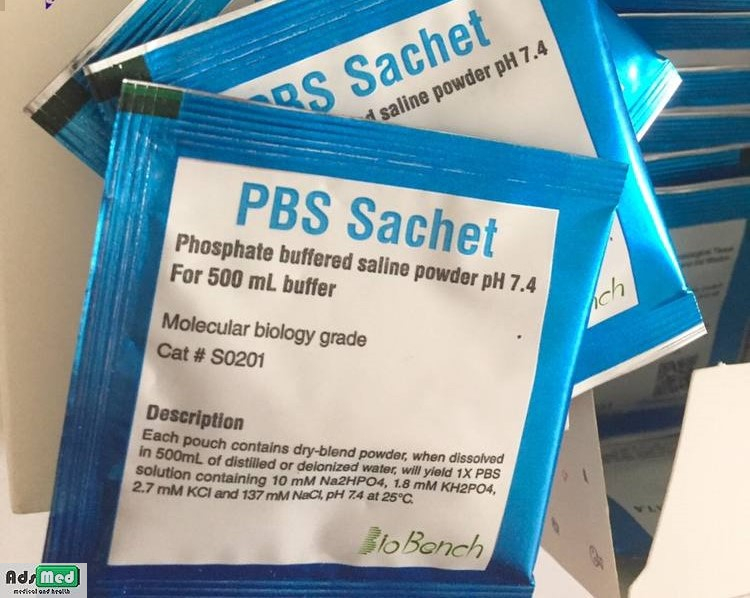 PBS Sachet
saline powder pH 7.4
PBS Sachet
Phosphate buffered saline powder pH 7.4
For 500 mL buffer
Molecular biology grade
Cat # S0201
Description
Each pouch contains dry-blend powder, when dissolved
in 500mL of distilled or deionized water, will yield 1X PBS
solution containing 10 mM Na2HPO4, 1.8 mM KH2PO4,
2.7 mM KCl and 137 mM NaCl, pH 7.4 at 25°C.
BioBench
AdsMed
medical and health